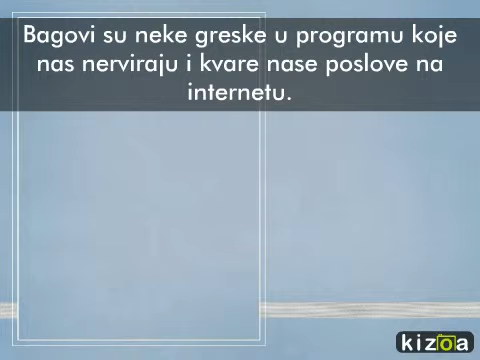 Bagovi su neke greske u programu koje
nas nerviraju i kvare nase poslove na
internetu.
kizoa